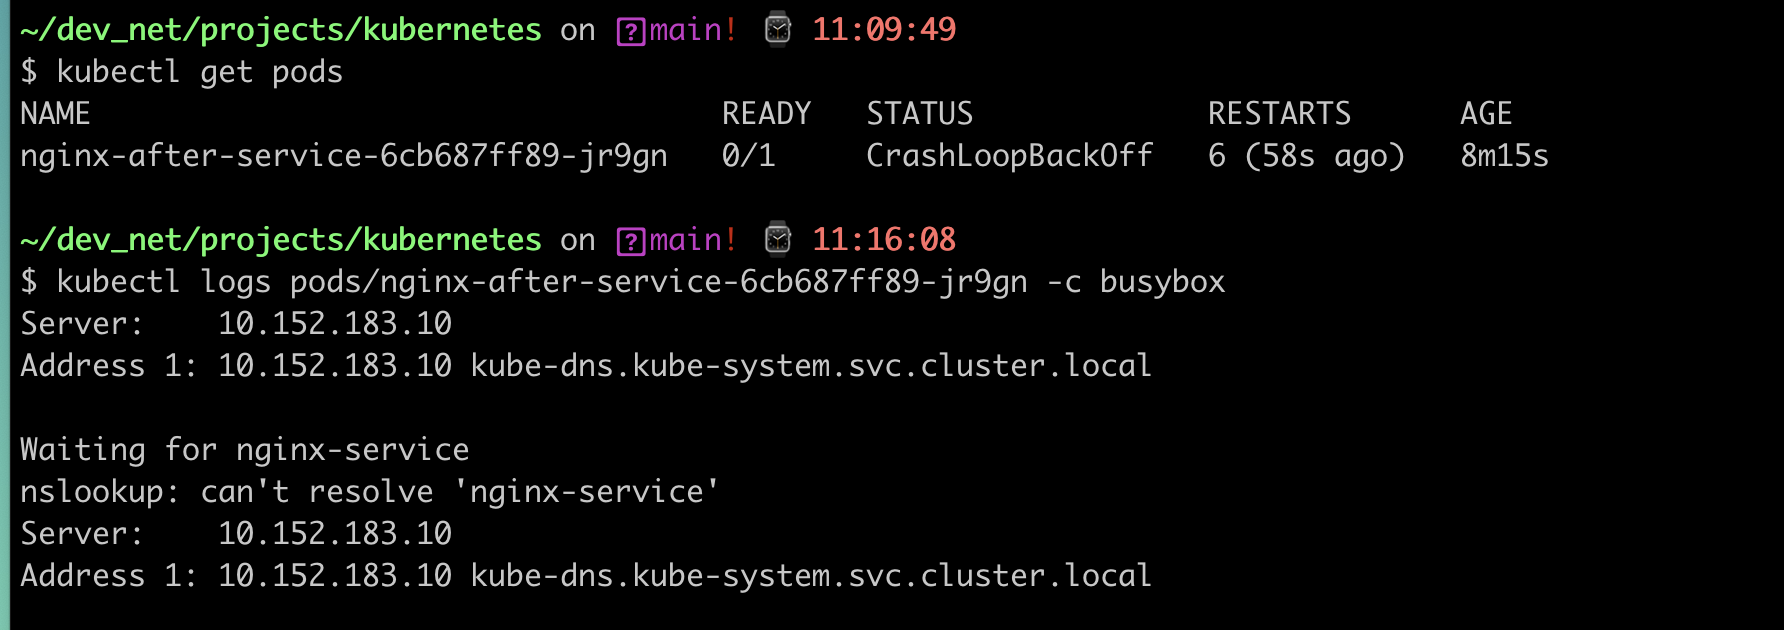 ~/dev_net/projects/kubernetes on [?]main! ⌚ 11:09:49
$ kubectl get pods
NAME READY STATUS RESTARTS AGE
nginx-after-service-6cb687ff89-jr9gn 0/1 CrashLoopBackOff 6 (58s ago) 8m15s
~/dev_net/projects/kubernetes on [?]main! ⌚ 11:16:08
$ kubectl logs pods/nginx-after-service-6cb687ff89-jr9gn -c busybox
Server: 10.152.183.10
Address 1: 10.152.183.10 kube-dns.kube-system.svc.cluster.local
Waiting for nginx-service
nslookup: can't resolve 'nginx-service'
Server: 10.152.183.10
Address 1: 10.152.183.10 kube-dns.kube-system.svc.cluster.local